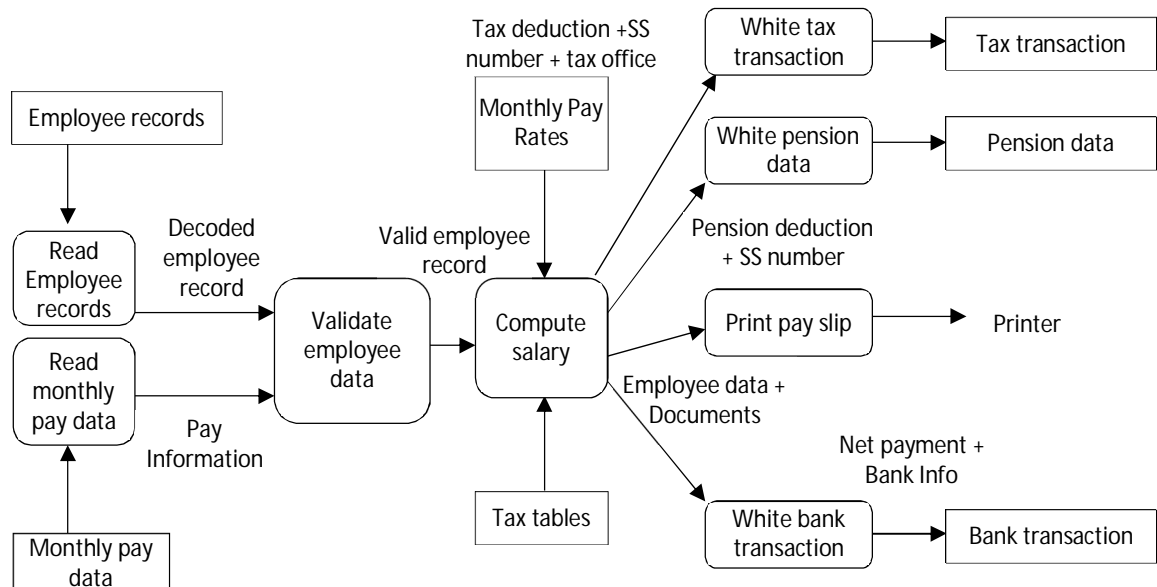 Tax deduction +SS
number + tax office
White tax
transaction
Tax transaction
Employee records
Monthly Pay
Rates
White pension
data
Pension data
Read
Employee
records
Decoded
employee
record
Valid employee
record
Pension deduction
+ SS number
Validate
employee
data
Compute
salary
Print pay slip
Printer
Read
monthly
pay data
Pay
Information
Employee data +
Documents
Net payment +
Bank Info
Monthly pay
data
Tax tables
White bank
transaction
Bank transaction